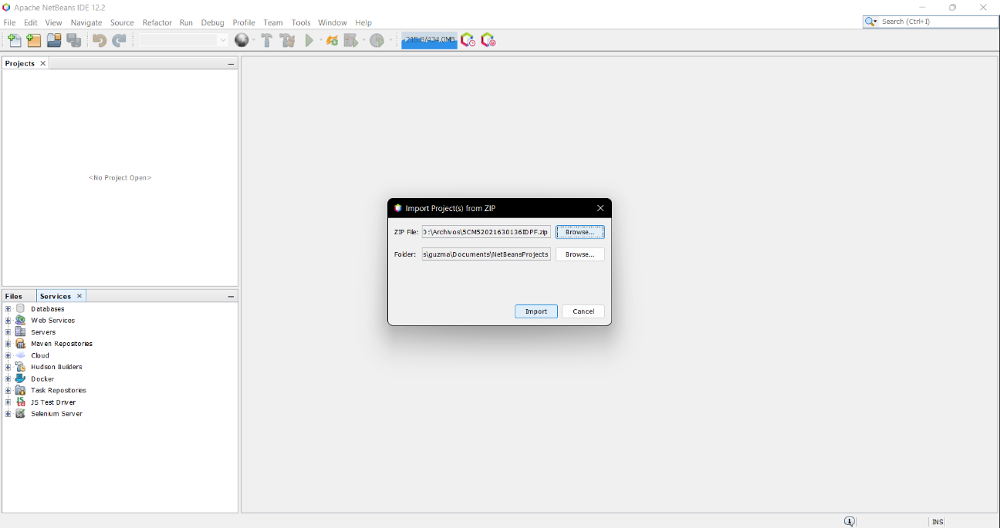 Apache NetBeans IDE 12.2
File Edit View Navigate Source Refactor Run Debug Profile Team Tools Window Help
Search (Ctrl+I)
215.8/434.0MB
Projects
<No Project Open>
Import Project(s) from ZIP
ZIP File: D:\Archivos\5CM52021630136IDPF.zip Browse...
Folder: s\guzma\Documents\NetBeansProjects Browse...
Import Cancel
Files Services
Databases
Web Services
Servers
Maven Repositories
Cloud
Hudson Builders
Docker
Task Repositories
JS Test Driver
Selenium Server
1
INS